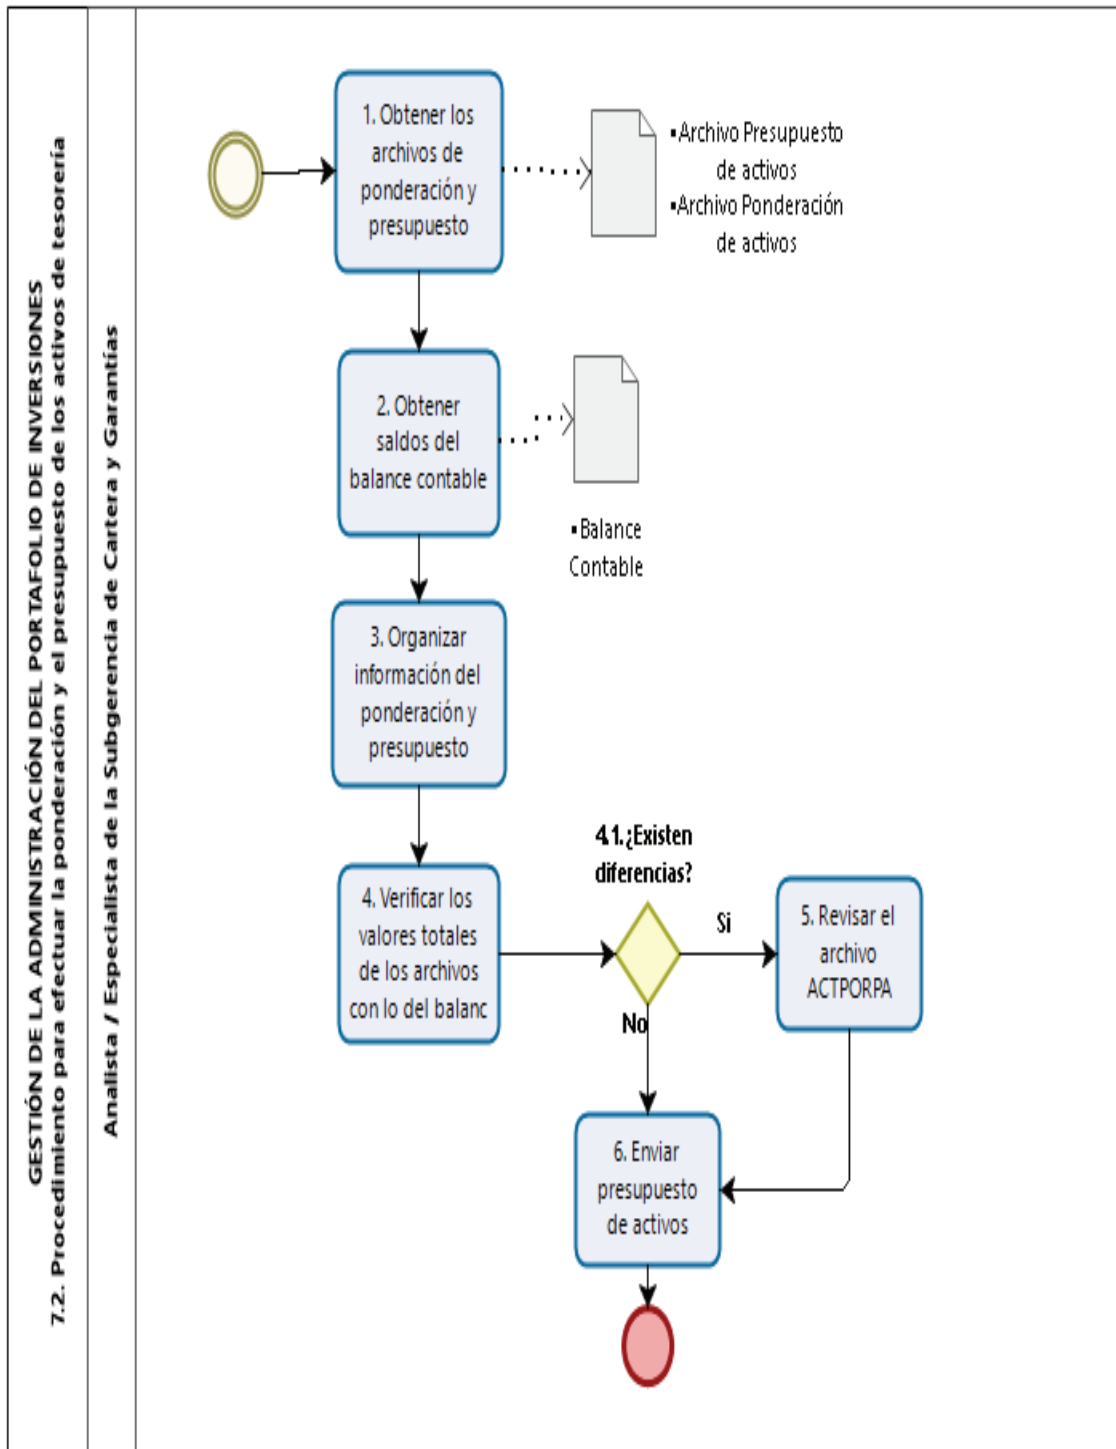 GESTIÓN DE LA ADMINISTRACIÓN DEL PORTAFOLIO DE INVERSIONES
7.2. Procedimiento para efectuar la ponderación y el presupuesto de los activos de tesorería
Analista / Especialista de la Subgerencia de Cartera y Garantías
1. Obtener los
archivos de
ponderación y
presupuesto
▪Archivo Presupuesto
de activos
▪Archivo Ponderación
de activos
2. Obtener
saldos del
balance contable
▪Balance
Contable
3. Organizar
información del
ponderación y
presupuesto
4. Verificar los
valores totales
de los archivos
con lo del balanc
4.1.¿Existen
diferencias?
Si
No
5. Revisar el
archivo
ACTPORPA
6. Enviar
presupuesto
de activos